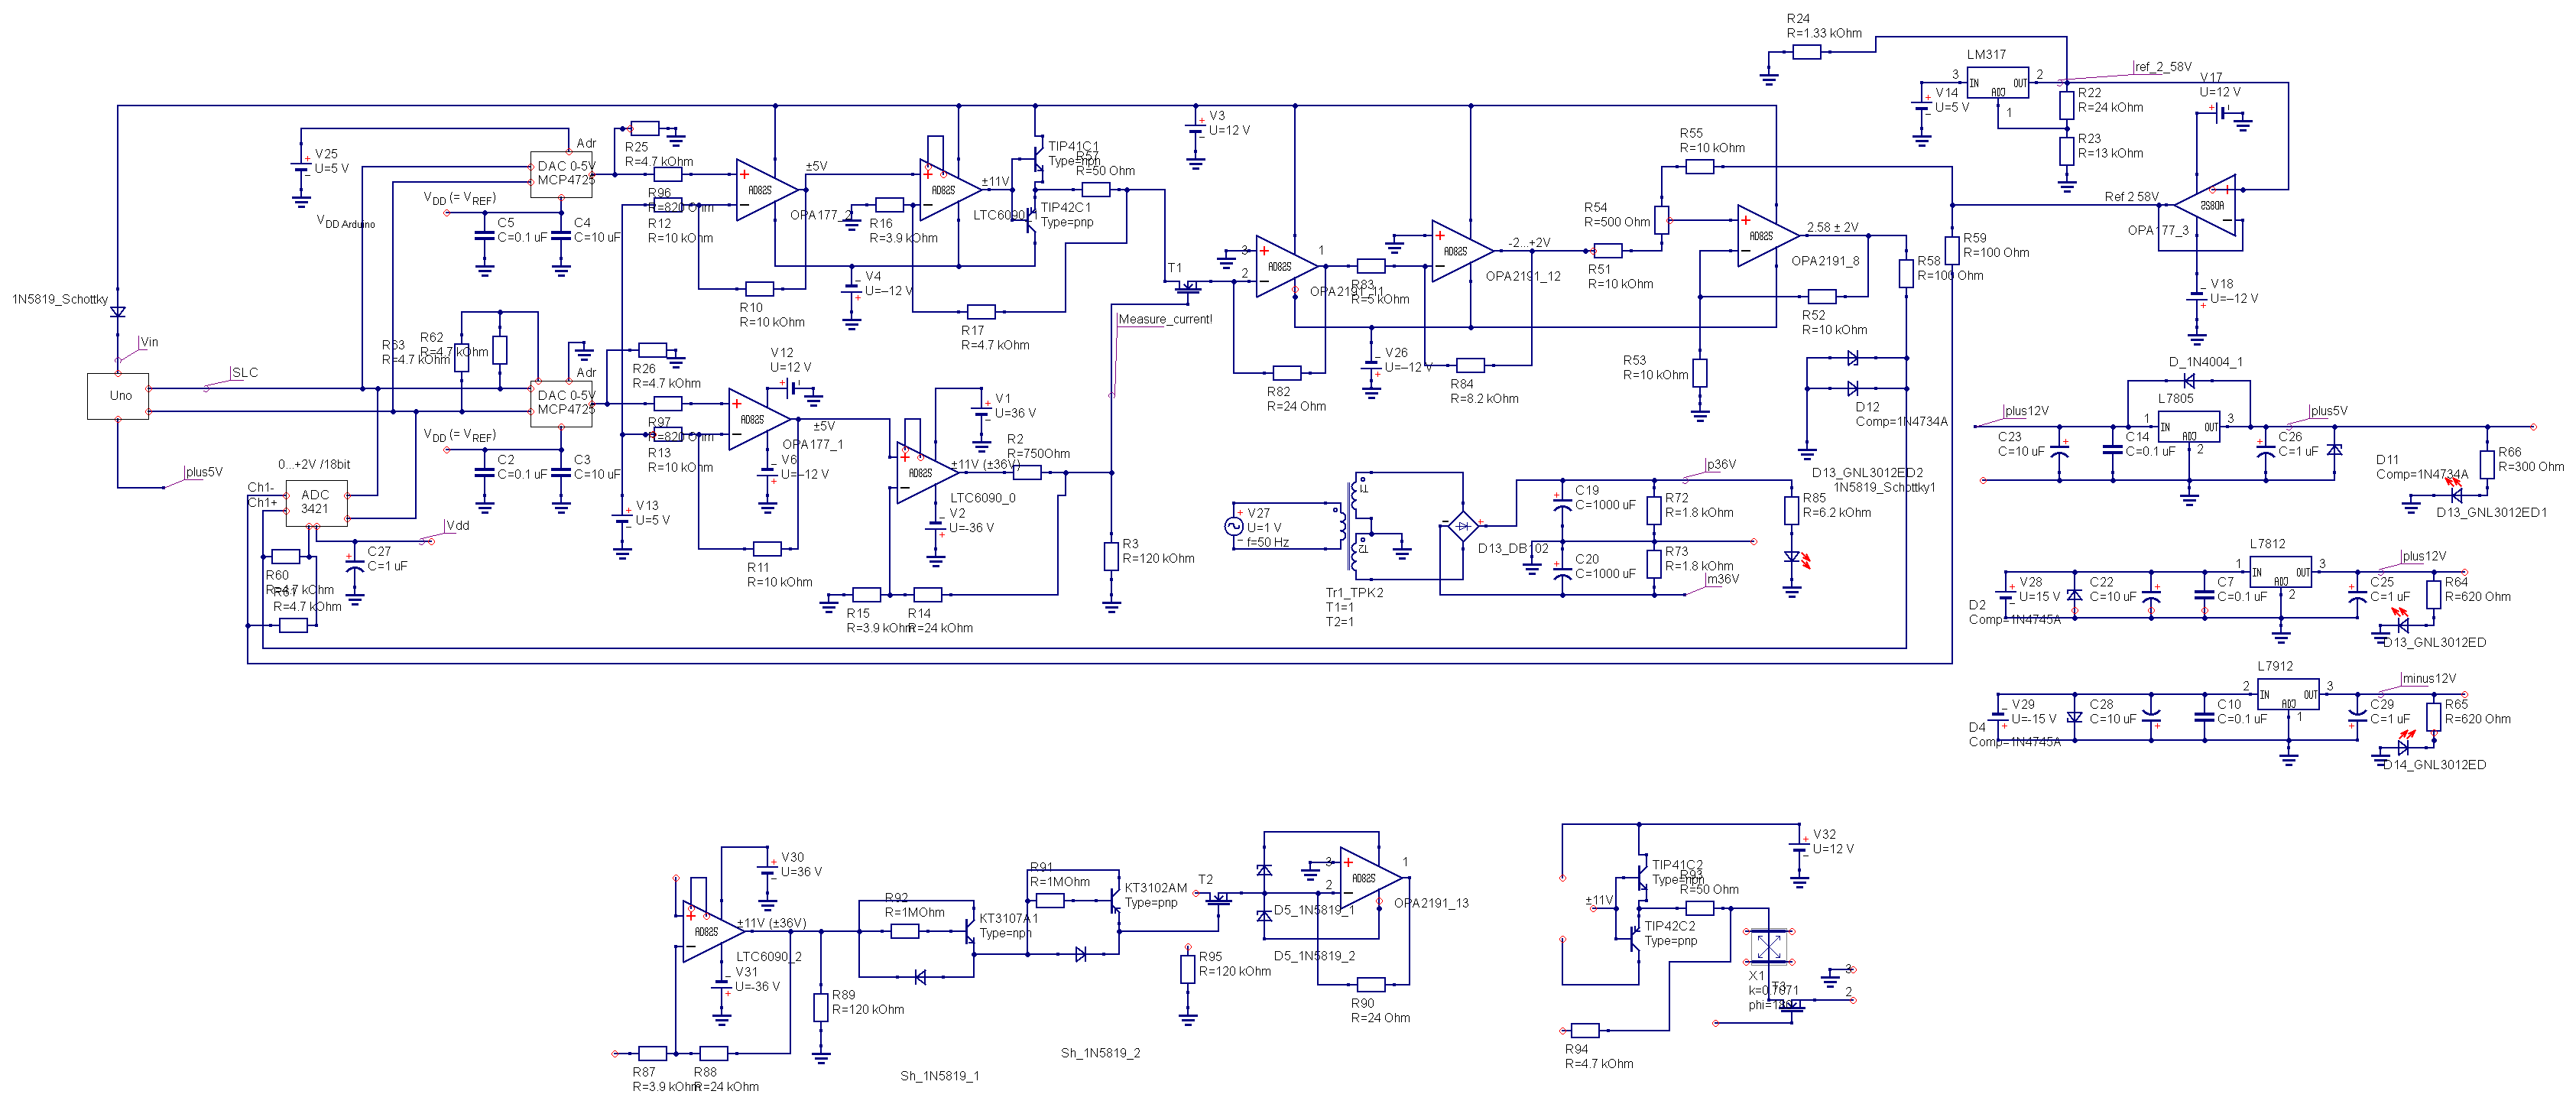 R24
R=1.33 kOhm
LM317
ref_2_58V
3
IN
OUT
2
ADJ
1
V14
U=5 V
R22
R=24 kOhm
R23
R=13 kOhm
V17
U=12 V
AD825
OPA177_3
Ref 2 58V
V18
U=–12 V
V25
U=5 V
VDD Arduino
VDD (= VREF)
Adr
DAC 0-5V
MCP4725
C5
C=0.1 uF
C4
C=10 uF
R25
R=4.7 kOhm
R96
R=820 Ohm
R12
R=10 kOhm
AD825
±5V
OPA177_2
R10
R=10 kOhm
R16
R=3.9 kOhm
AD825
±11V
LTC6090_1
V4
U=–12 V
R17
R=4.7 kOhm
TIP41C1
Type=npn
R57
R=50 Ohm
TIP42C1
Type=pnp
V3
U=12 V
T1
Measure_current!
3
2
1
AD825
OPA2191_11
R83
R=5 kOhm
R82
R=24 Ohm
V26
U=–12 V
AD825
-2...+2V
OPA2191_12
R84
R=8.2 kOhm
R51
R=10 kOhm
R54
R=500 Ohm
R55
R=10 kOhm
AD825
2.58 ± 2V
OPA2191_8
R52
R=10 kOhm
R53
R=10 kOhm
R58
R=100 Ohm
R59
R=100 Ohm
D12
Comp=1N4734A
1N5819_Schottky
Vin
Uno
SLC
plus5V
R63
R=4.7 kOhm
R62
R=4.7 kOhm
Adr
DAC 0-5V
MCP4725
VDD (= VREF)
C2
C=0.1 uF
C3
C=10 uF
0...+2V /18bit
Ch1-
Ch1+
ADC
3421
Vdd
C27
C=1 uF
R60
R=4.7 kOhm
R61
R=4.7 kOhm
R26
R=4.7 kOhm
R97
R=820 Ohm
R13
R=10 kOhm
V13
U=5 V
V12
U=12 V
AD825
OPA177_1
±5V
V6
U=–12 V
R11
R=10 kOhm
V1
U=36 V
AD825
±11V (±36V)
LTC6090_0
V2
U=-36 V
R2
R=750Ohm
R3
R=120 kOhm
R15
R=3.9 kOhm
R14
R=24 kOhm
V27
U=1 V
f=50 Hz
T1
T2
Tr1_TPK2
T1=1
T2=1
D13_DB102
p36V
C19
C=1000 uF
R72
R=1.8 kOhm
C20
C=1000 uF
R73
R=1.8 kOhm
m36V
D13_GNL3012ED2
1N5819_Schottky1
R85
R=6.2 kOhm
D_1N4004_1
L7805
plus12V
1
IN
OUT
3
ADJ
2
plus5V
C23
C=10 uF
C14
C=0.1 uF
C26
C=1 uF
D11
Comp=1N4734A
R66
R=300 Ohm
D13_GNL3012ED1
L7812
1
IN
OUT
3
ADJ
2
plus12V
V28
U=15 V
D2
Comp=1N4745A
C22
C=10 uF
C7
C=0.1 uF
C25
C=1 uF
R64
R=620 Ohm
D13_GNL3012ED
L7912
2
IN
OUT
3
ADJ
1
minus12V
V29
U=-15 V
D4
Comp=1N4745A
C28
C=10 uF
C10
C=0.1 uF
C29
C=1 uF
R65
R=620 Ohm
D14_GNL3012ED
V30
U=36 V
AD825
±11V (±36V)
LTC6090_2
V31
U=-36 V
R87
R=3.9 kOhm
R88
R=24 kOhm
R89
R=120 kOhm
R92
R=1MOhm
KT3107A1
Type=npn
Sh_1N5819_1
R91
R=1MOhm
KT3102AM
Type=pnp
Sh_1N5819_2
T2
R95
R=120 kOhm
D5_1N5819_1
D5_1N5819_2
3
2
1
AD825
OPA2191_13
R90
R=24 Ohm
TIP41C2
Type=npn
R93
R=50 Ohm
±11V
TIP42C2
Type=pnp
V32
U=12 V
X1
k=0.7071
T3
3
2
R94
R=4.7 kOhm